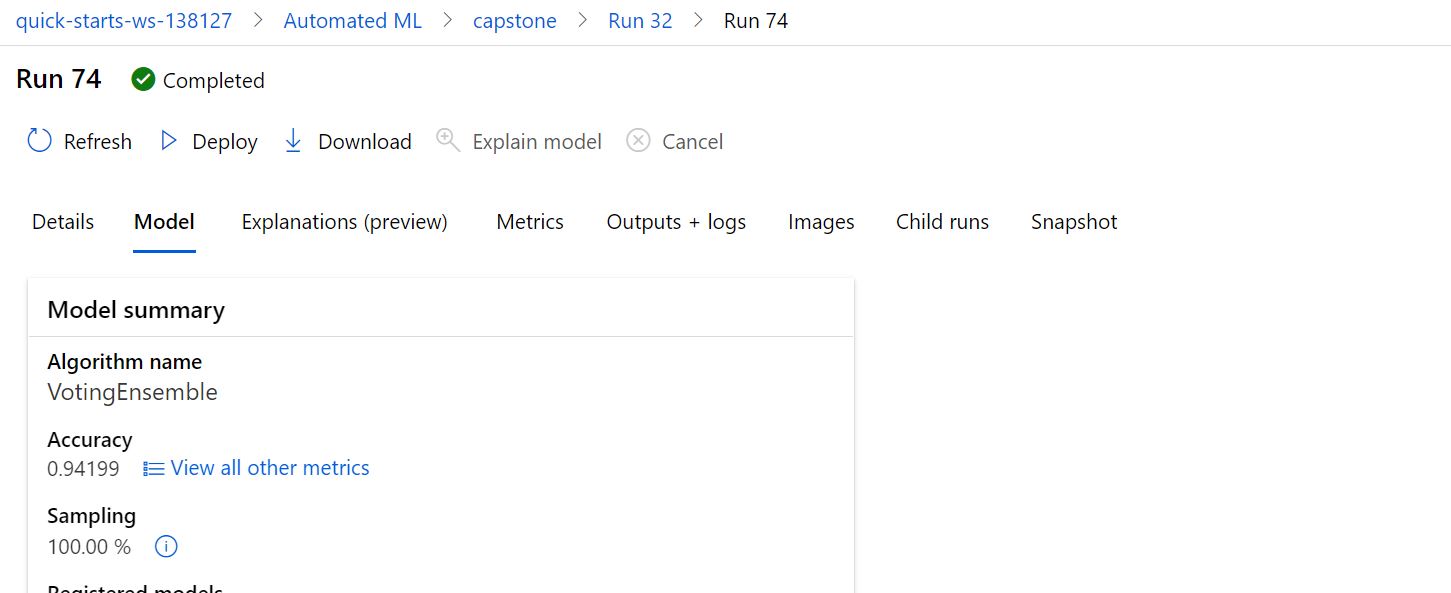 quick-starts-ws-138127 > Automated ML > capstone > Run 32 > Run 74
Run 74 Completed
Refresh Deploy Download Explain model Cancel
Details Model Explanations (preview) Metrics Outputs + logs Images Child runs Snapshot
Model summary
Algorithm name
VotingEnsemble
Accuracy
0.94199 View all other metrics
Sampling
100.00 %
Registered models